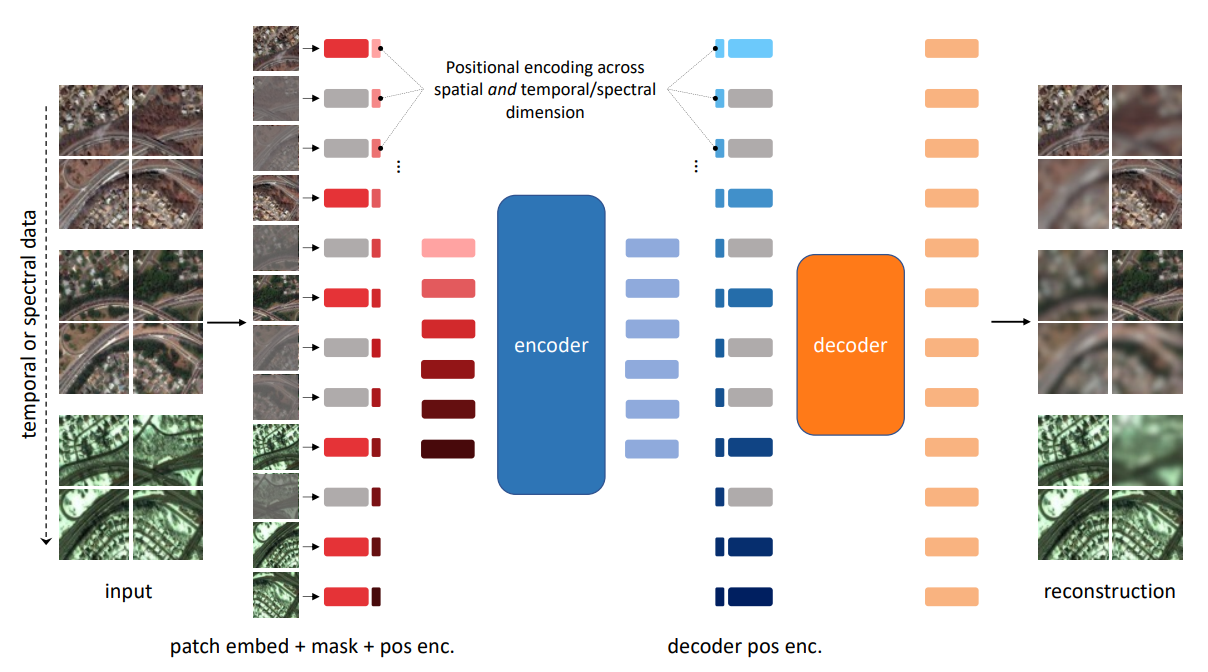 temporal or spectral data
input
patch embed + mask + pos enc.
Positional encoding across
spatial and temporal/spectral
dimension
⋮
⋮
encoder
decoder pos enc.
decoder
reconstruction